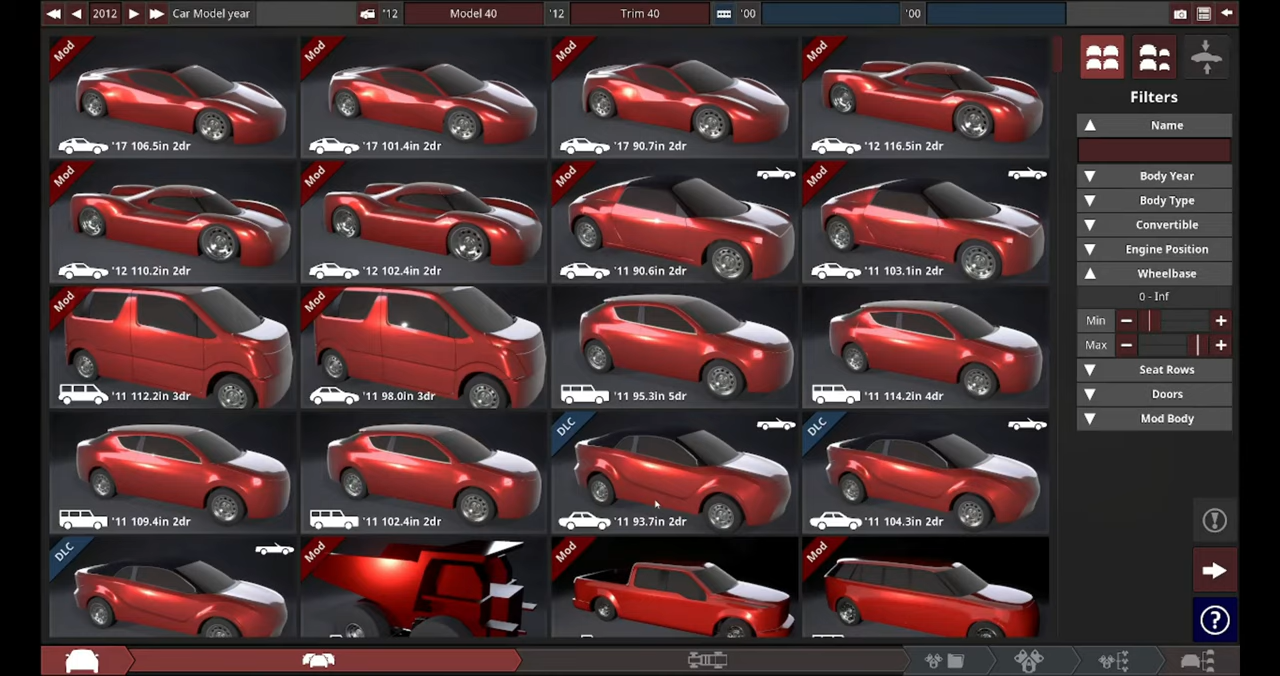 2012 Car Model year '12 Model 40 '12 Trim 40 '00 '00
Mod Mod Mod Mod
'17 106.5in 2dr '17 101.4in 2dr '17 90.7in 2dr '12 116.5in 2dr
Mod Mod Mod Mod
'12 110.2in 2dr '12 102.4in 2dr '11 90.6in 2dr '11 103.1in 2dr
Mod Mod
'11 112.2in 3dr '11 98.0in 3dr '11 95.3in 5dr '11 114.2in 4dr
DLC DLC
'11 109.4in 2dr '11 102.4in 2dr '11 93.7in 2dr '11 104.3in 2dr
DLC Mod Mod Mod
Filters
Name
Body Year
Body Type
Convertible
Engine Position
Wheelbase
0 - Inf
Min − +
Max − +
Seat Rows
Doors
Mod Body
?